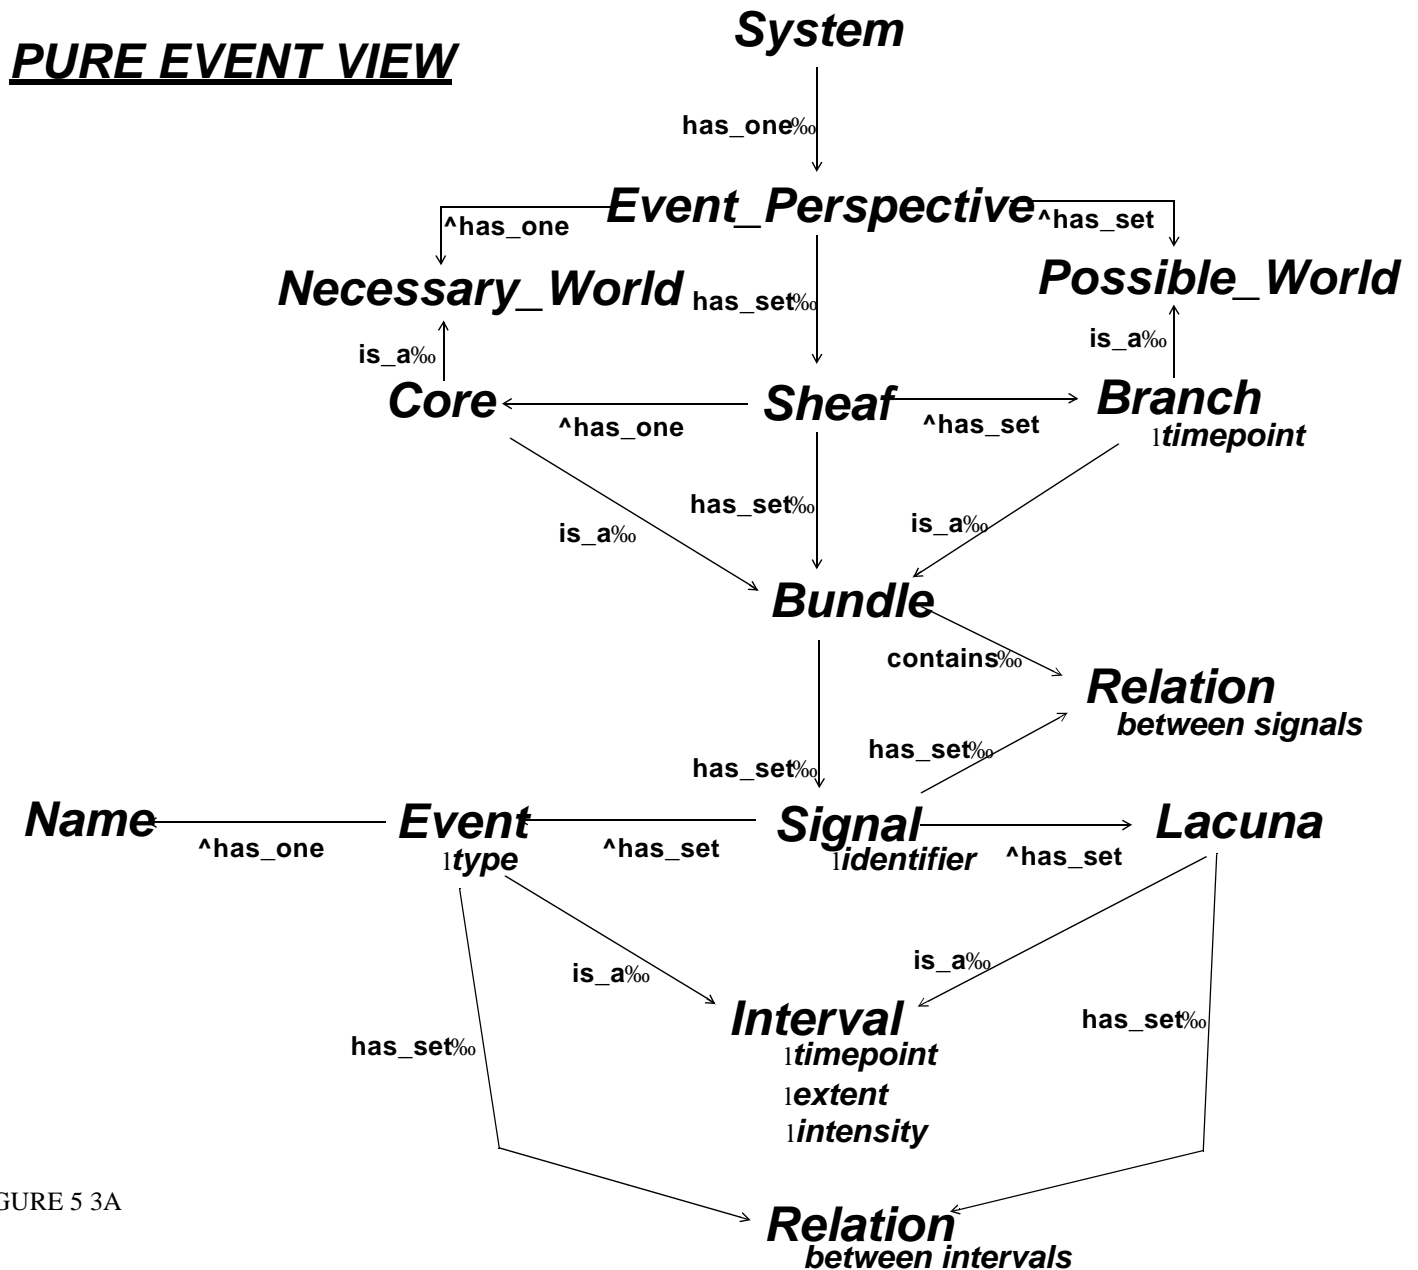 System
PURE EVENT VIEW
has_one‰
Event_Perspective
^has_one
^has_set
Necessary_World
has_set‰
Possible_World
is_a‰
is_a‰
Core
Sheaf
Branch
^has_one
^has_set
ltimepoint
has_set‰
is_a‰
is_a‰
Bundle
contains‰
Relation
between signals
has_set‰
has_set‰
Name
Event
Signal
Lacuna
^has_one
ltype
^has_set
lidentifier
^has_set
is_a‰
is_a‰
Interval
has_set‰
has_set‰
ltimepoint
lextent
lintensity
GURE 5 3A
Relation
between intervals